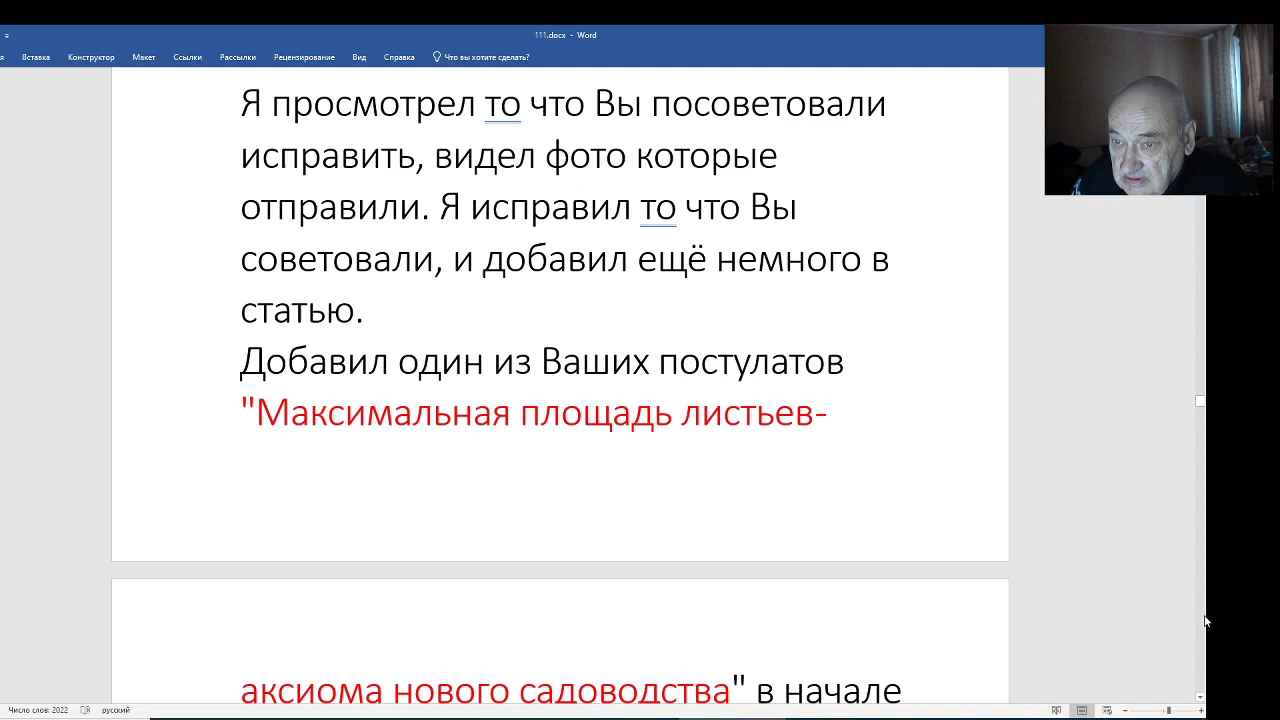 111.docx - Word
я Вставка Конструктор Макет Ссылки Рассылки Рецензирование Вид Справка Что вы хотите сделать?
Я просмотрел то что Вы посоветовали
исправить, видел фото которые
отправили. Я исправил то что Вы
советовали, и добавил ещё немного в
статью.
Добавил один из Ваших постулатов
"Максимальная площадь листьев-
аксиома нового садоводства" в начале
Число слов: 2022 русский